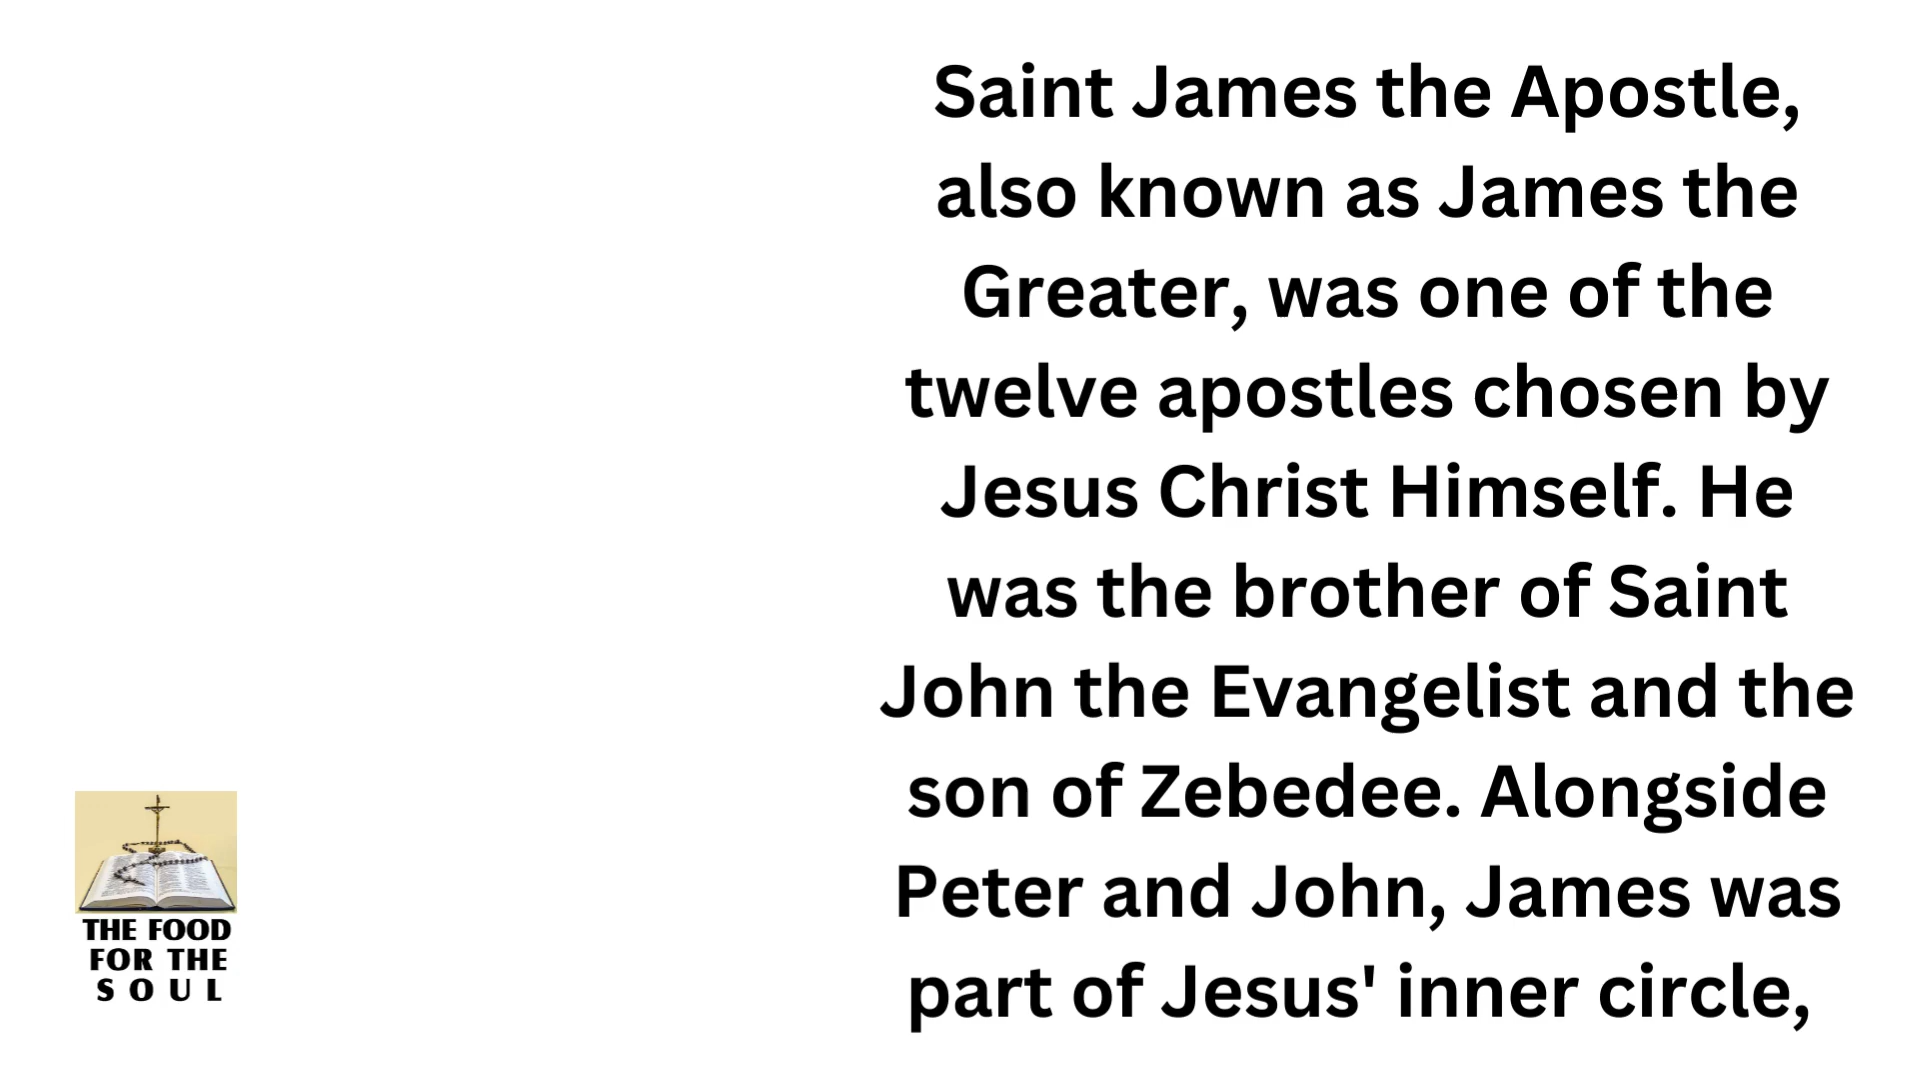 Saint James the Apostle,
also known as James the
Greater, was one of the
twelve apostles chosen by
Jesus Christ Himself. He
was the brother of Saint
John the Evangelist and the
son of Zebedee. Alongside
Peter and John, James was
part of Jesus' inner circle,
THE FOOD
FOR THE
SOUL